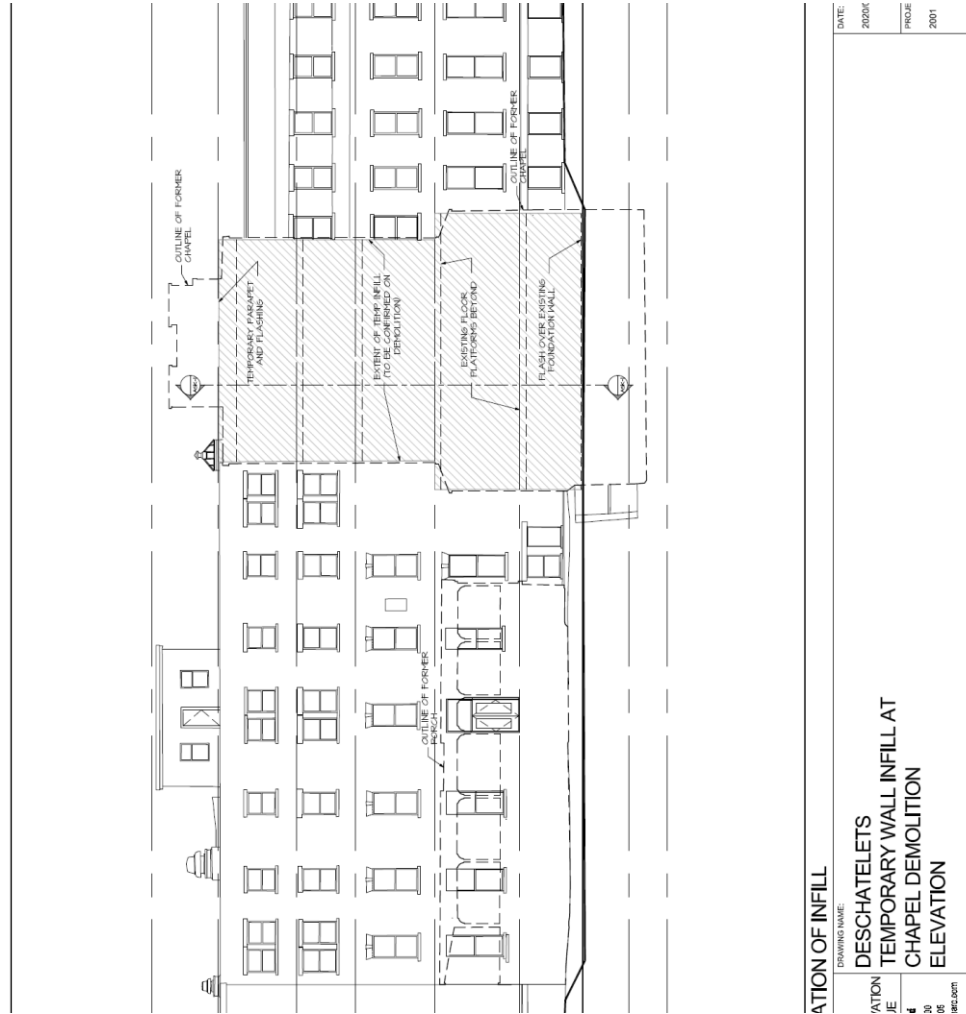 OUTLINE OF FORMER
CHAPEL
TEMPORARY PARAPET
AND FLASHING
EXTENT OF TEMP INFILL
(TO BE CONFIRMED ON
DEMOLITION)
EXISTING FLOOR
PLATFORMS BEYOND
OUTLINE OF FORMER
CHAPEL
FLASH OVER EXISTING
FOUNDATION WALL
OUTLINE OF FORMER
PORCH
ATION OF INFILL
DRAWING NAME:
DESCHATELETS
TEMPORARY WALL INFILL AT
CHAPEL DEMOLITION
ELEVATION
DATE:
PROJE
2001